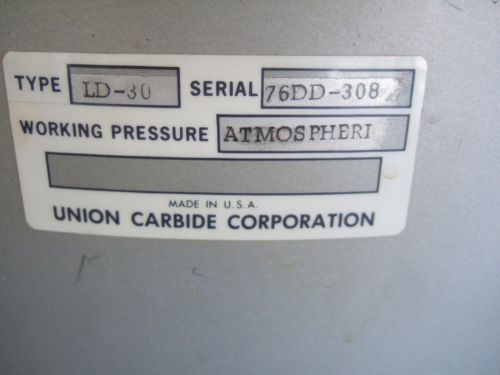 TYPE LD-30 SERIAL 76DD-308
WORKING PRESSURE ATMOSPHERI
MADE IN U.S.A.
UNION CARBIDE CORPORATION